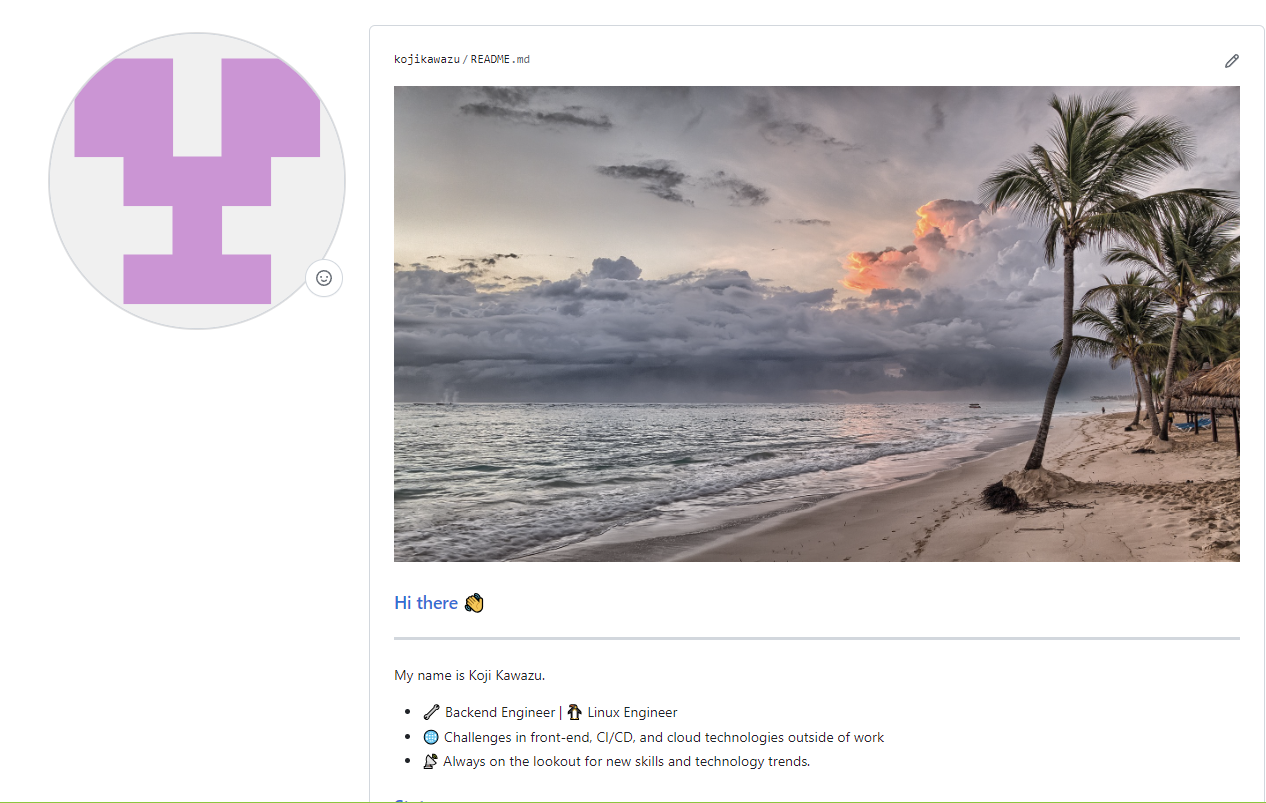 kojikawazu/README.md
Hi there 👋
My name is Koji Kawazu.
• 🔧 Backend Engineer | 🐧 Linux Engineer
• 🌐 Challenges in front-end, CI/CD, and cloud technologies outside of work
• 📡 Always on the lookout for new skills and technology trends.